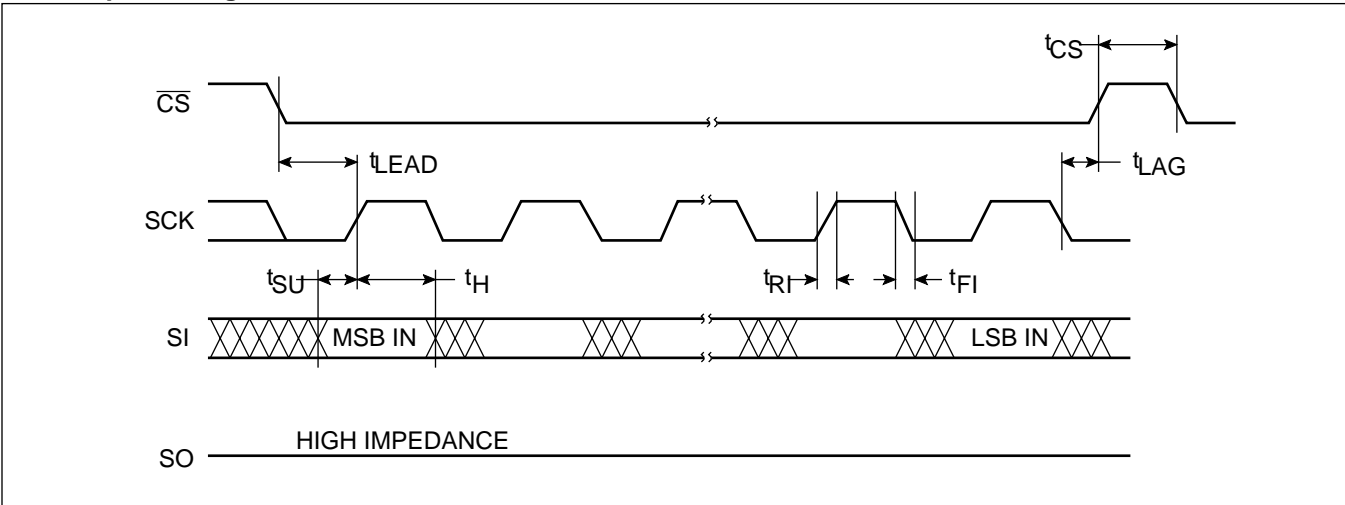 tCS
CS
tLEAD
tLAG
SCK
tSU
tH
tRI
tFI
SI
MSB IN
LSB IN
HIGH IMPEDANCE
SO